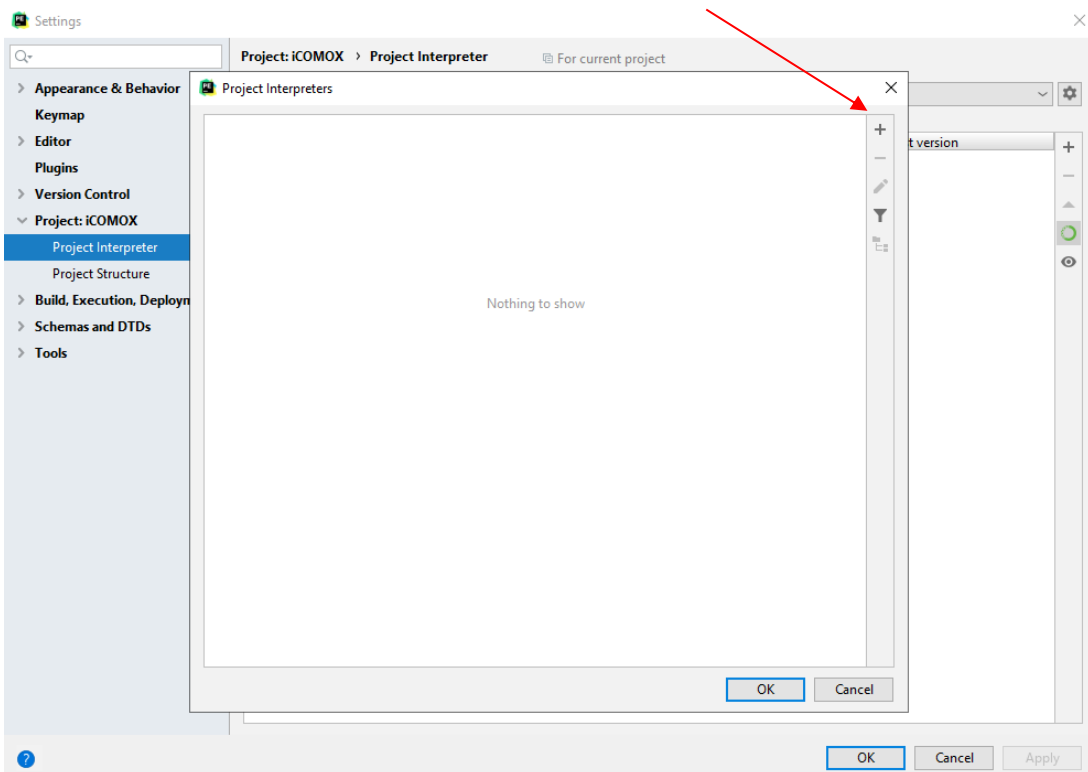 Settings
Project: iCOMOX › Project Interpreter
For current project
Appearance & Behavior
Keymap
Editor
Plugins
Version Control
Project: iCOMOX
Project Interpreter
Project Structure
Build, Execution, Deployn
Schemas and DTDs
Tools
Project Interpreters
t version
Nothing to show
OK Cancel
? OK Cancel Apply